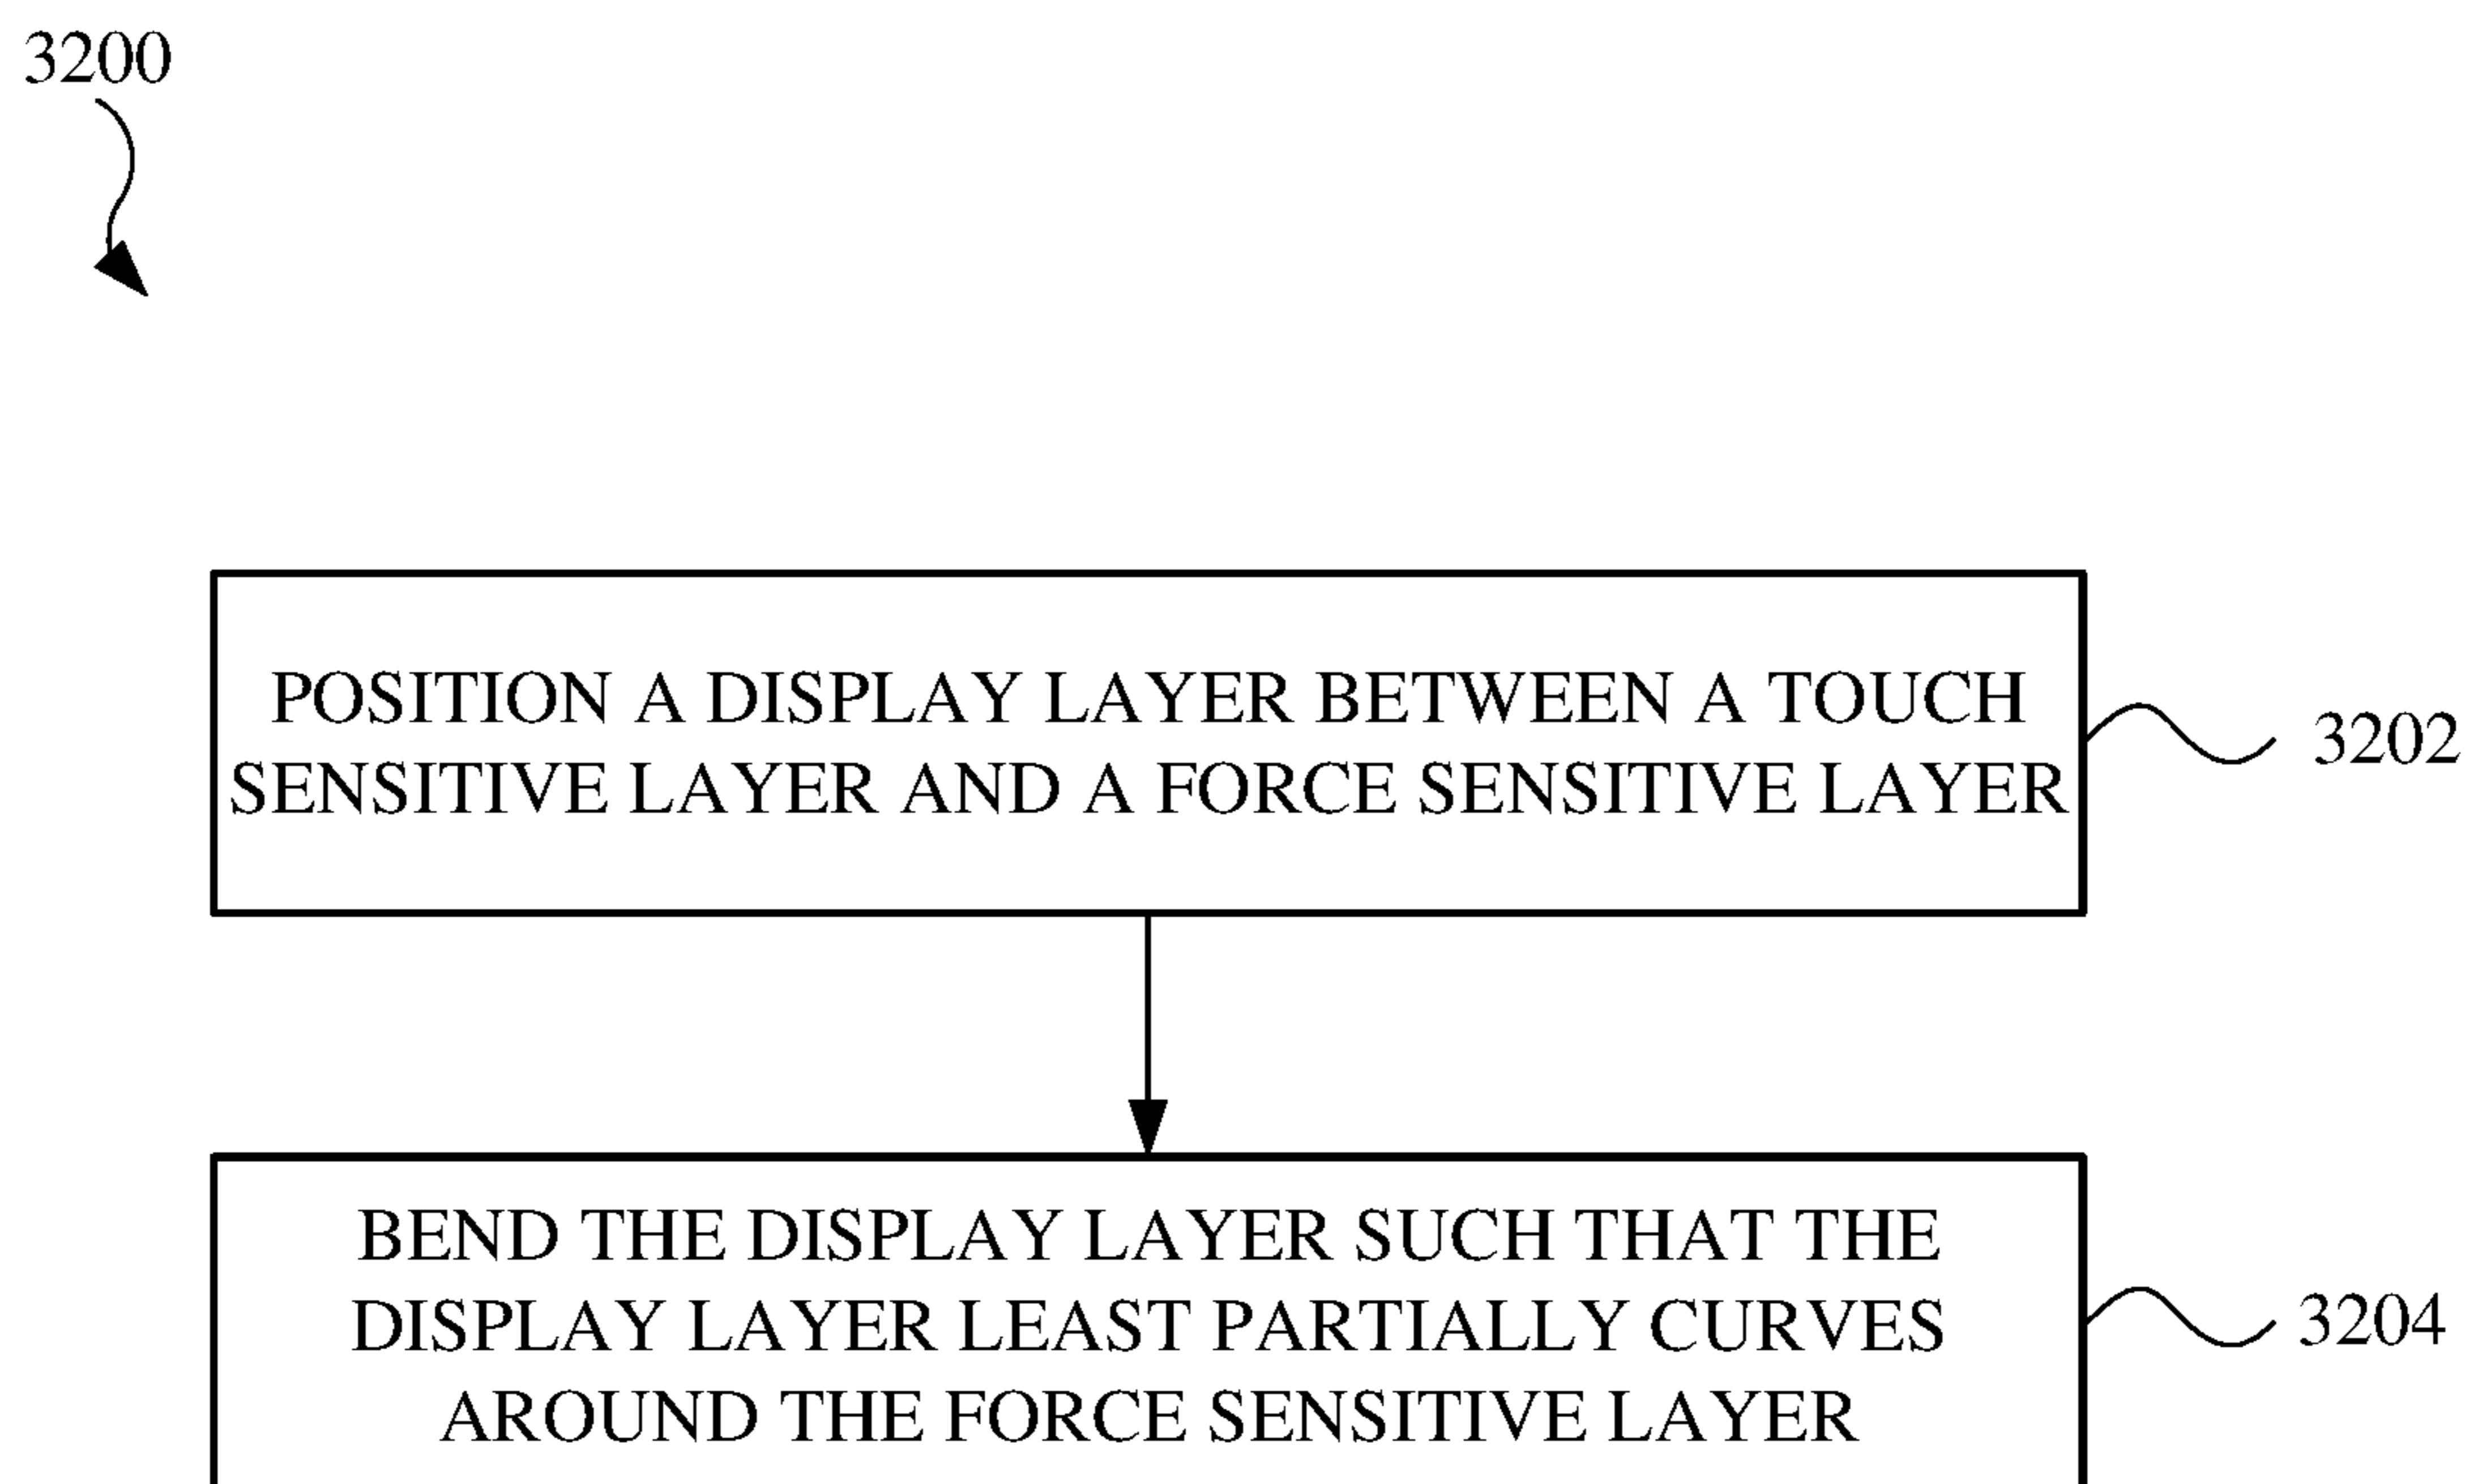 3200
POSITION A DISPLAY LAYER BETWEEN A TOUCH
SENSITIVE LAYER AND A FORCE SENSITIVE LAYER
3202
BEND THE DISPLAY LAYER SUCH THAT THE
DISPLAY LAYER LEAST PARTIALLY CURVES
AROUND THE FORCE SENSITIVE LAYER
3204